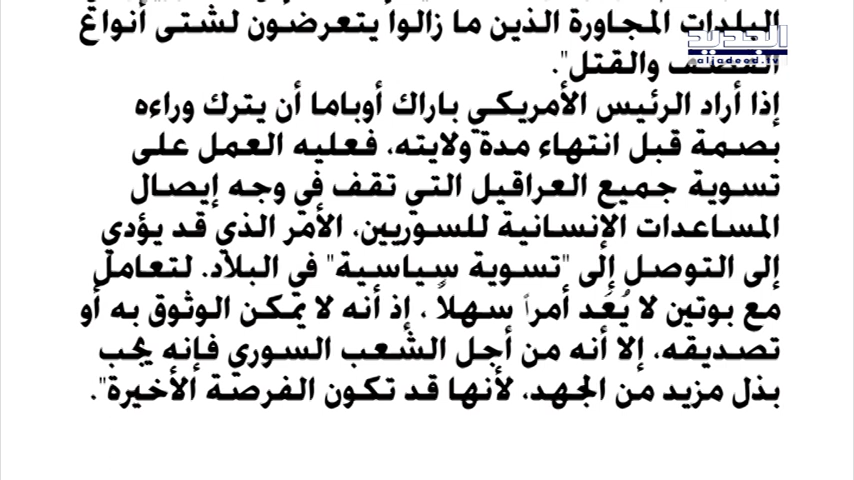 البلدات المجاورة الذين ما زالوا يتعرضون لشتى أنواع
القصف والقتل".
إذا أراد الرئيس الأمريكي باراك أوباما أن يترك وراءه
بصمة قبل انتهاء مدة ولايته، فعليه العمل على
تسوية جميع العراقيل التي تقف في وجه إيصال
المساعدات الإنسانية للسوريين، الأمر الذي قد يؤدي
إلى التوصل إلى "تسوية سياسية" في البلاد. لتعامل
مع بوتين لا يُعَد أمراً سهلاً ، إذ أنه لا يمكن الوثوق به أو
تصديقه، إلا أنه من أجل الشعب السوري فإنه يجب
بذل مزيد من الجهد، لأنها قد تكون الفرصة الأخيرة".
الجديد
aljadeed.tv